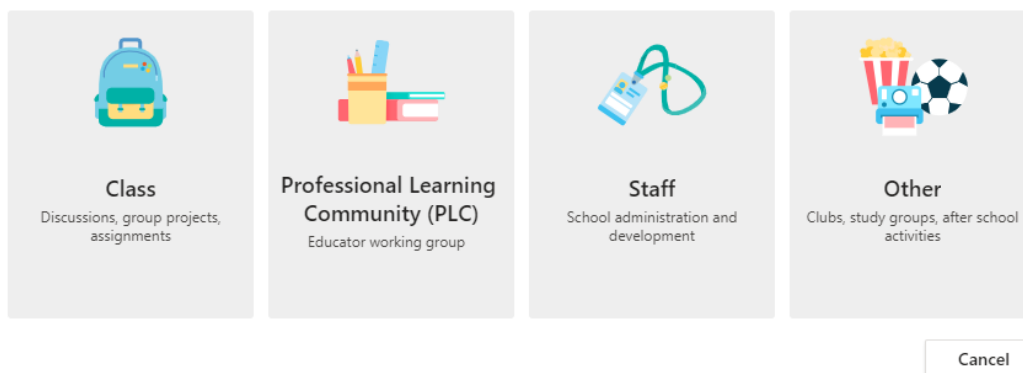 Class
Discussions, group projects,
assignments
Professional Learning
Community (PLC)
Educator working group
Staff
School administration and
development
Other
Clubs, study groups, after school
activities
Cancel